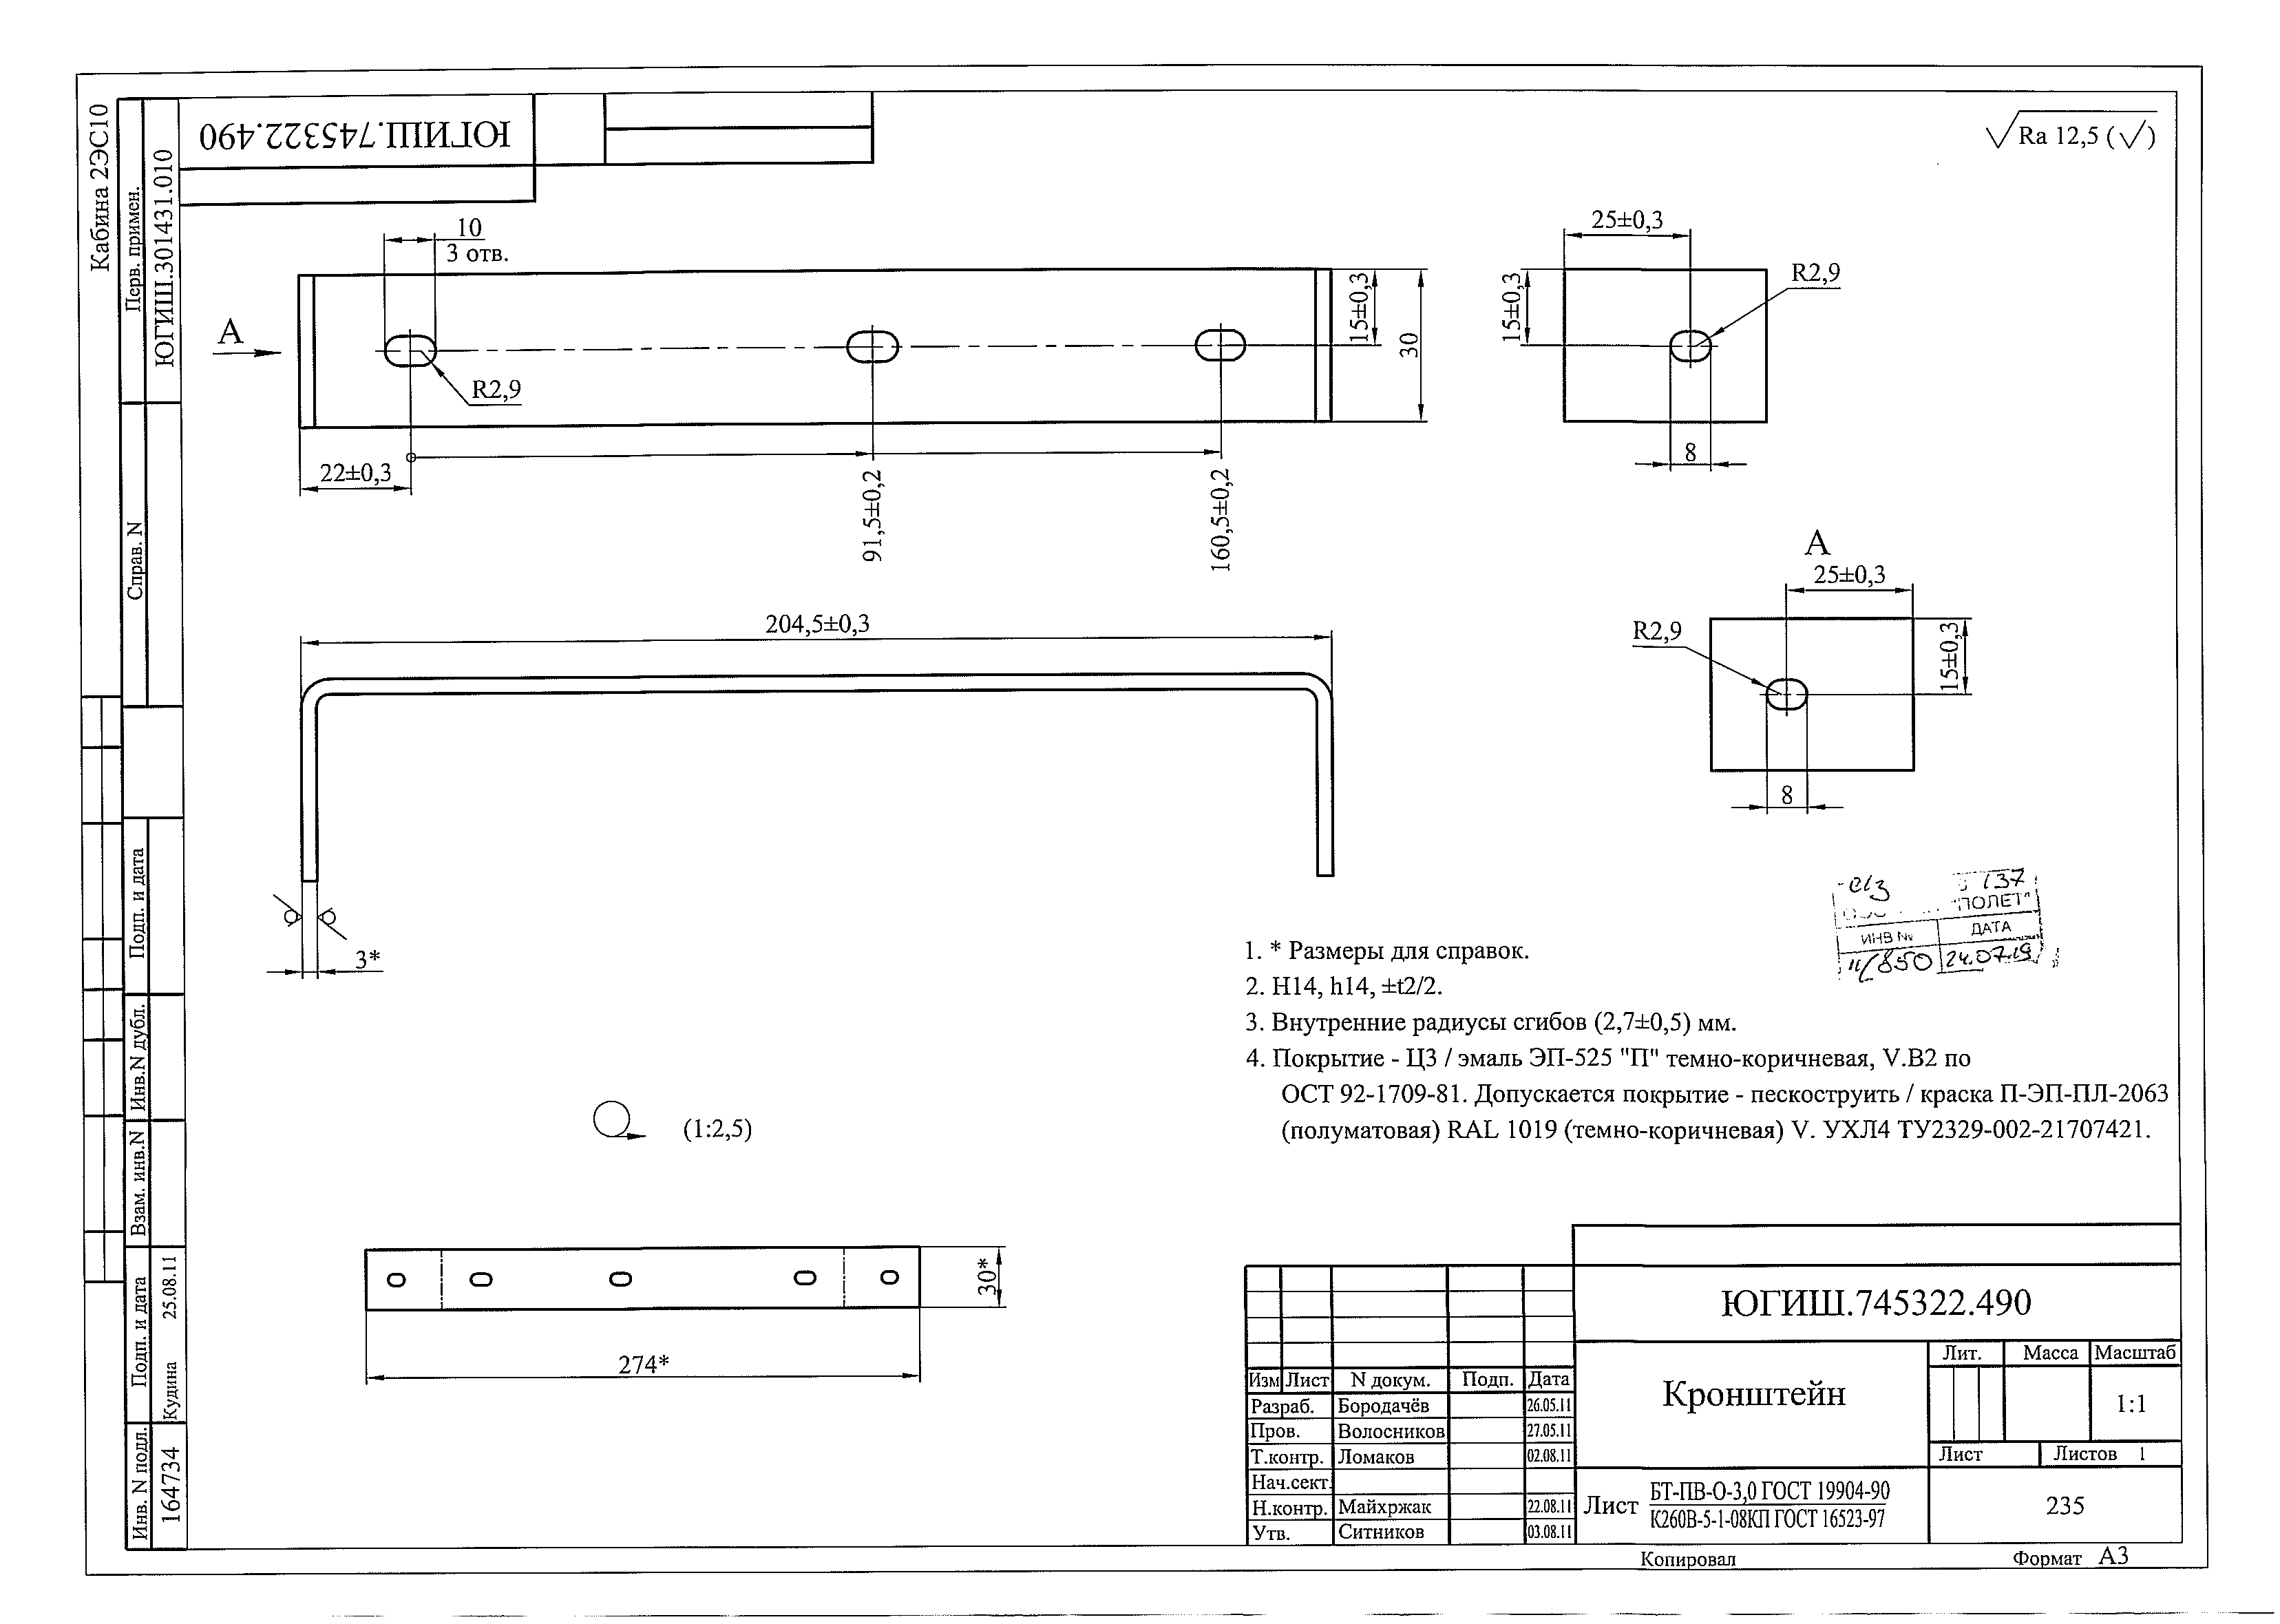 Кабина 2ЭС10
Перв. примен.
ЮГИШ.301431.010
Справ. N
Подп. и дата
Инв.N дубл.
Взам. инв.N
Подп. и дата
Кудина 25.08.11
Инв. N подл.
164734
ЮГИШ.745322.490
Ra 12,5 (√)
10
3 отв.
А
R2,9
22±0,3
91,5±0,2
160,5±0,2
15±0,3
30
25±0,3
15±0,3
R2,9
8
А
25±0,3
R2,9
15±0,3
8
204,5±0,3
3*
"ПОЛЕТ"
ИНВ № ДАТА
24.07.19
1. * Размеры для справок.
2. H14, h14, ±t2/2.
3. Внутренние радиусы сгибов (2,7±0,5) мм.
4. Покрытие - Ц3 / эмаль ЭП-525 "П" темно-коричневая, V.B2 по
ОСТ 92-1709-81. Допускается покрытие - пескоструить / краска П-ЭП-ПЛ-2063
(полуматовая) RAL 1019 (темно-коричневая) V. УХЛ4 ТУ2329-002-21707421.
(1:2,5)
30*
274*
ЮГИШ.745322.490
Изм Лист N докум. Подп. Дата
Разраб. Бородачёв 26.05.11
Пров. Волосников 27.05.11
Т.контр. Ломаков 02.08.11
Нач.сект.
Н.контр. Майхржак 22.08.11
Утв. Ситников 03.08.11
Кронштейн
Лит. Масса Масштаб
1:1
Лист Листов 1
Лист БТ-ПВ-О-3,0 ГОСТ 19904-90
К260В-5-1-08КП ГОСТ 16523-97
235
Копировал Формат А3